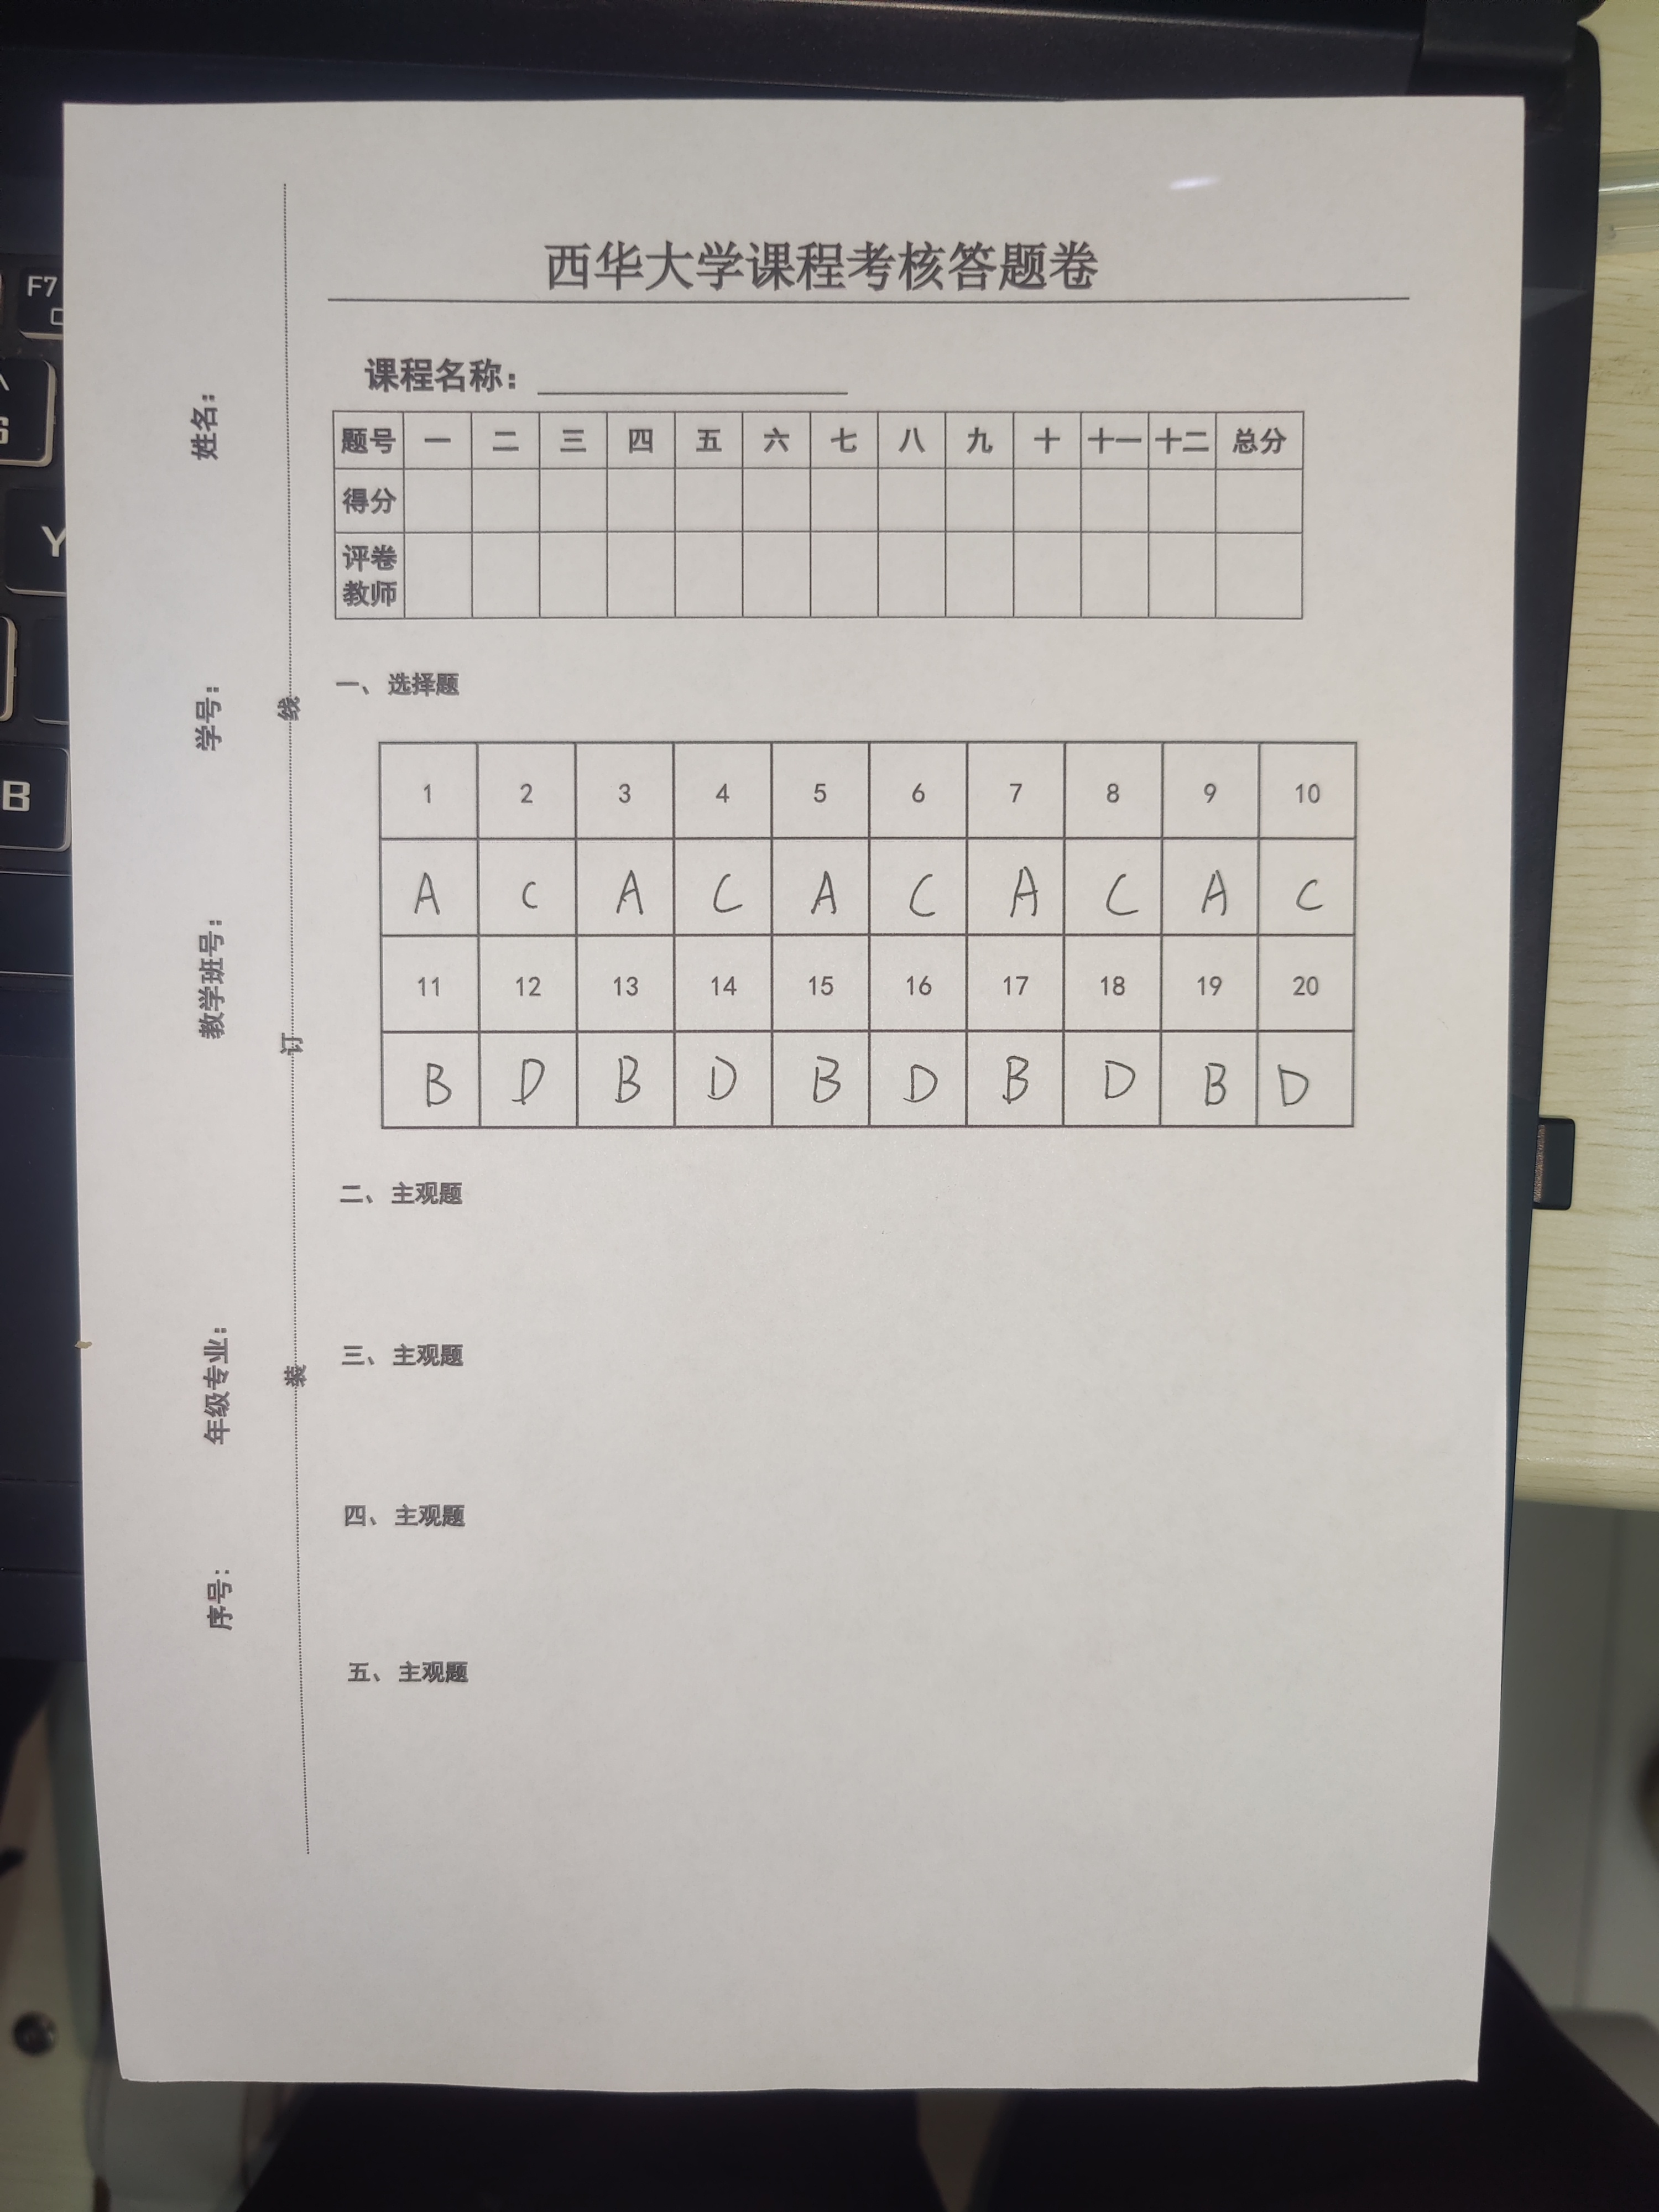 西华大学课程考核答题卷
课程名称：
题号 一 二 三 四 五 六 七 八 九 十 十一 十二 总分
得分
评卷
教师
一、 选择题
1 2 3 4 5 6 7 8 9 10
A C A C A C A C A C
11 12 13 14 15 16 17 18 19 20
B D B D B D B D B D
二、 主观题
三、 主观题
四、 主观题
五、 主观题
序号：
年级专业：
教学班号：
学号：
姓名：
装
订
线
F7
Y
B